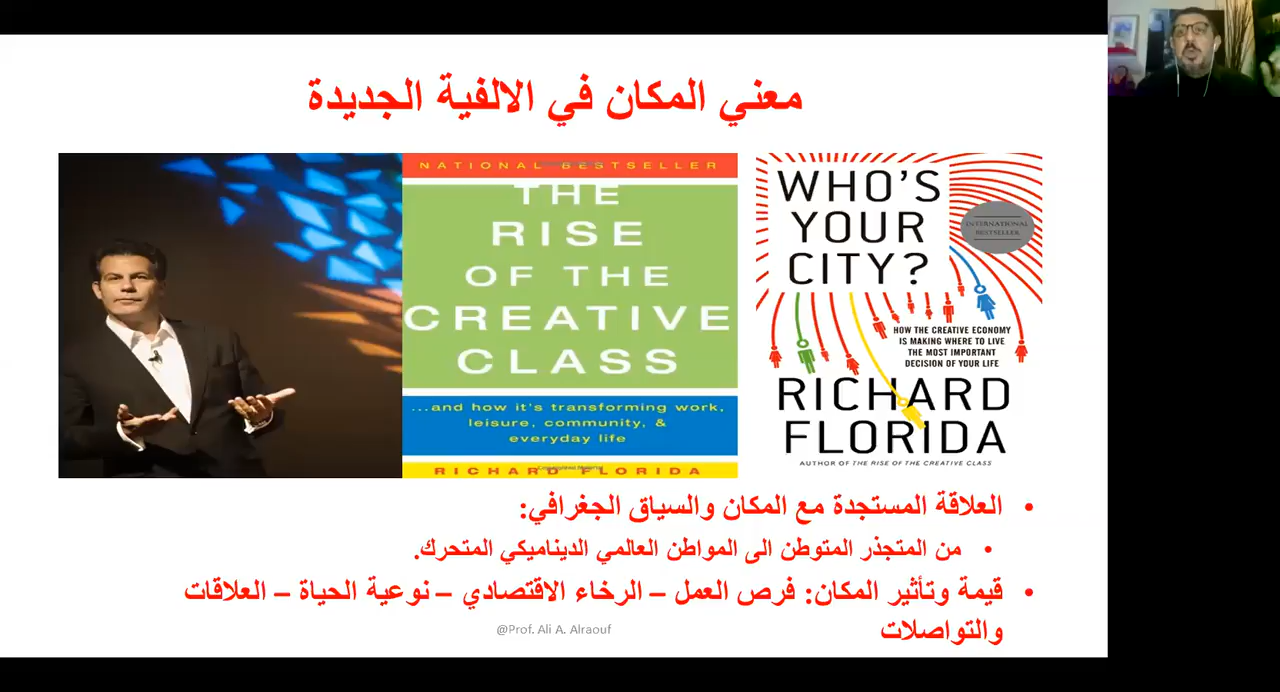 معني المكان في الالفية الجديدة
NATIONAL BESTSELLER
THE
RISE
OF THE
CREATIVE
CLASS
...and how it's transforming work,
leisure, community, &
everyday life
RICHARD FLORIDA
WHO'S
YOUR
CITY?
INTERNATIONAL
BESTSELLER
HOW THE CREATIVE ECONOMY
IS MAKING WHERE TO LIVE
THE MOST IMPORTANT
DECISION OF YOUR LIFE
RICHARD
FLORIDA
AUTHOR OF THE RISE OF THE CREATIVE CLASS
• العلاقة المستجدة مع المكان والسياق الجغرافي:
• من المتجذر المتوطن الى المواطن العالمي الديناميكي المتحرك.
• قيمة وتأثير المكان: فرص العمل – الرخاء الاقتصادي – نوعية الحياة – العلاقات
والتواصلات
@Prof. Ali A. Alraouf